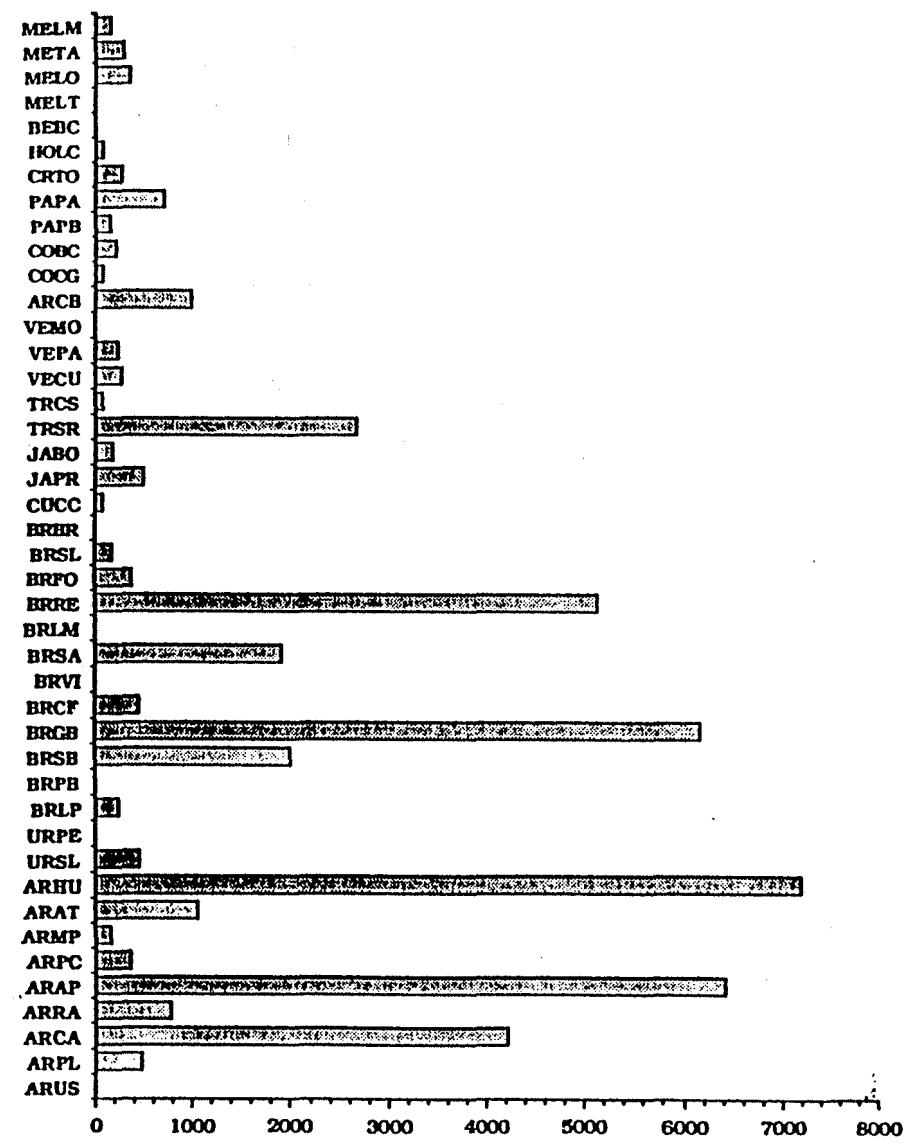 MELM
META
MELO
MELT
BEBC
HOLC
CRTO
PAPA
PAPB
COBC
COCG
ARCB
VEMO
VEPA
VECU
TRCS
TRSR
JABO
JAPR
CUCC
BRBR
BRSL
BRPO
BRRE
BRLM
BRSA
BRVI
BRCF
BRGB
BRSB
BRPB
BRLP
URPE
URSL
ARHU
ARAT
ARMP
ARPC
ARAP
ARRA
ARCA
ARPL
ARUS
0 1000 2000 3000 4000 5000 6000 7000 8000